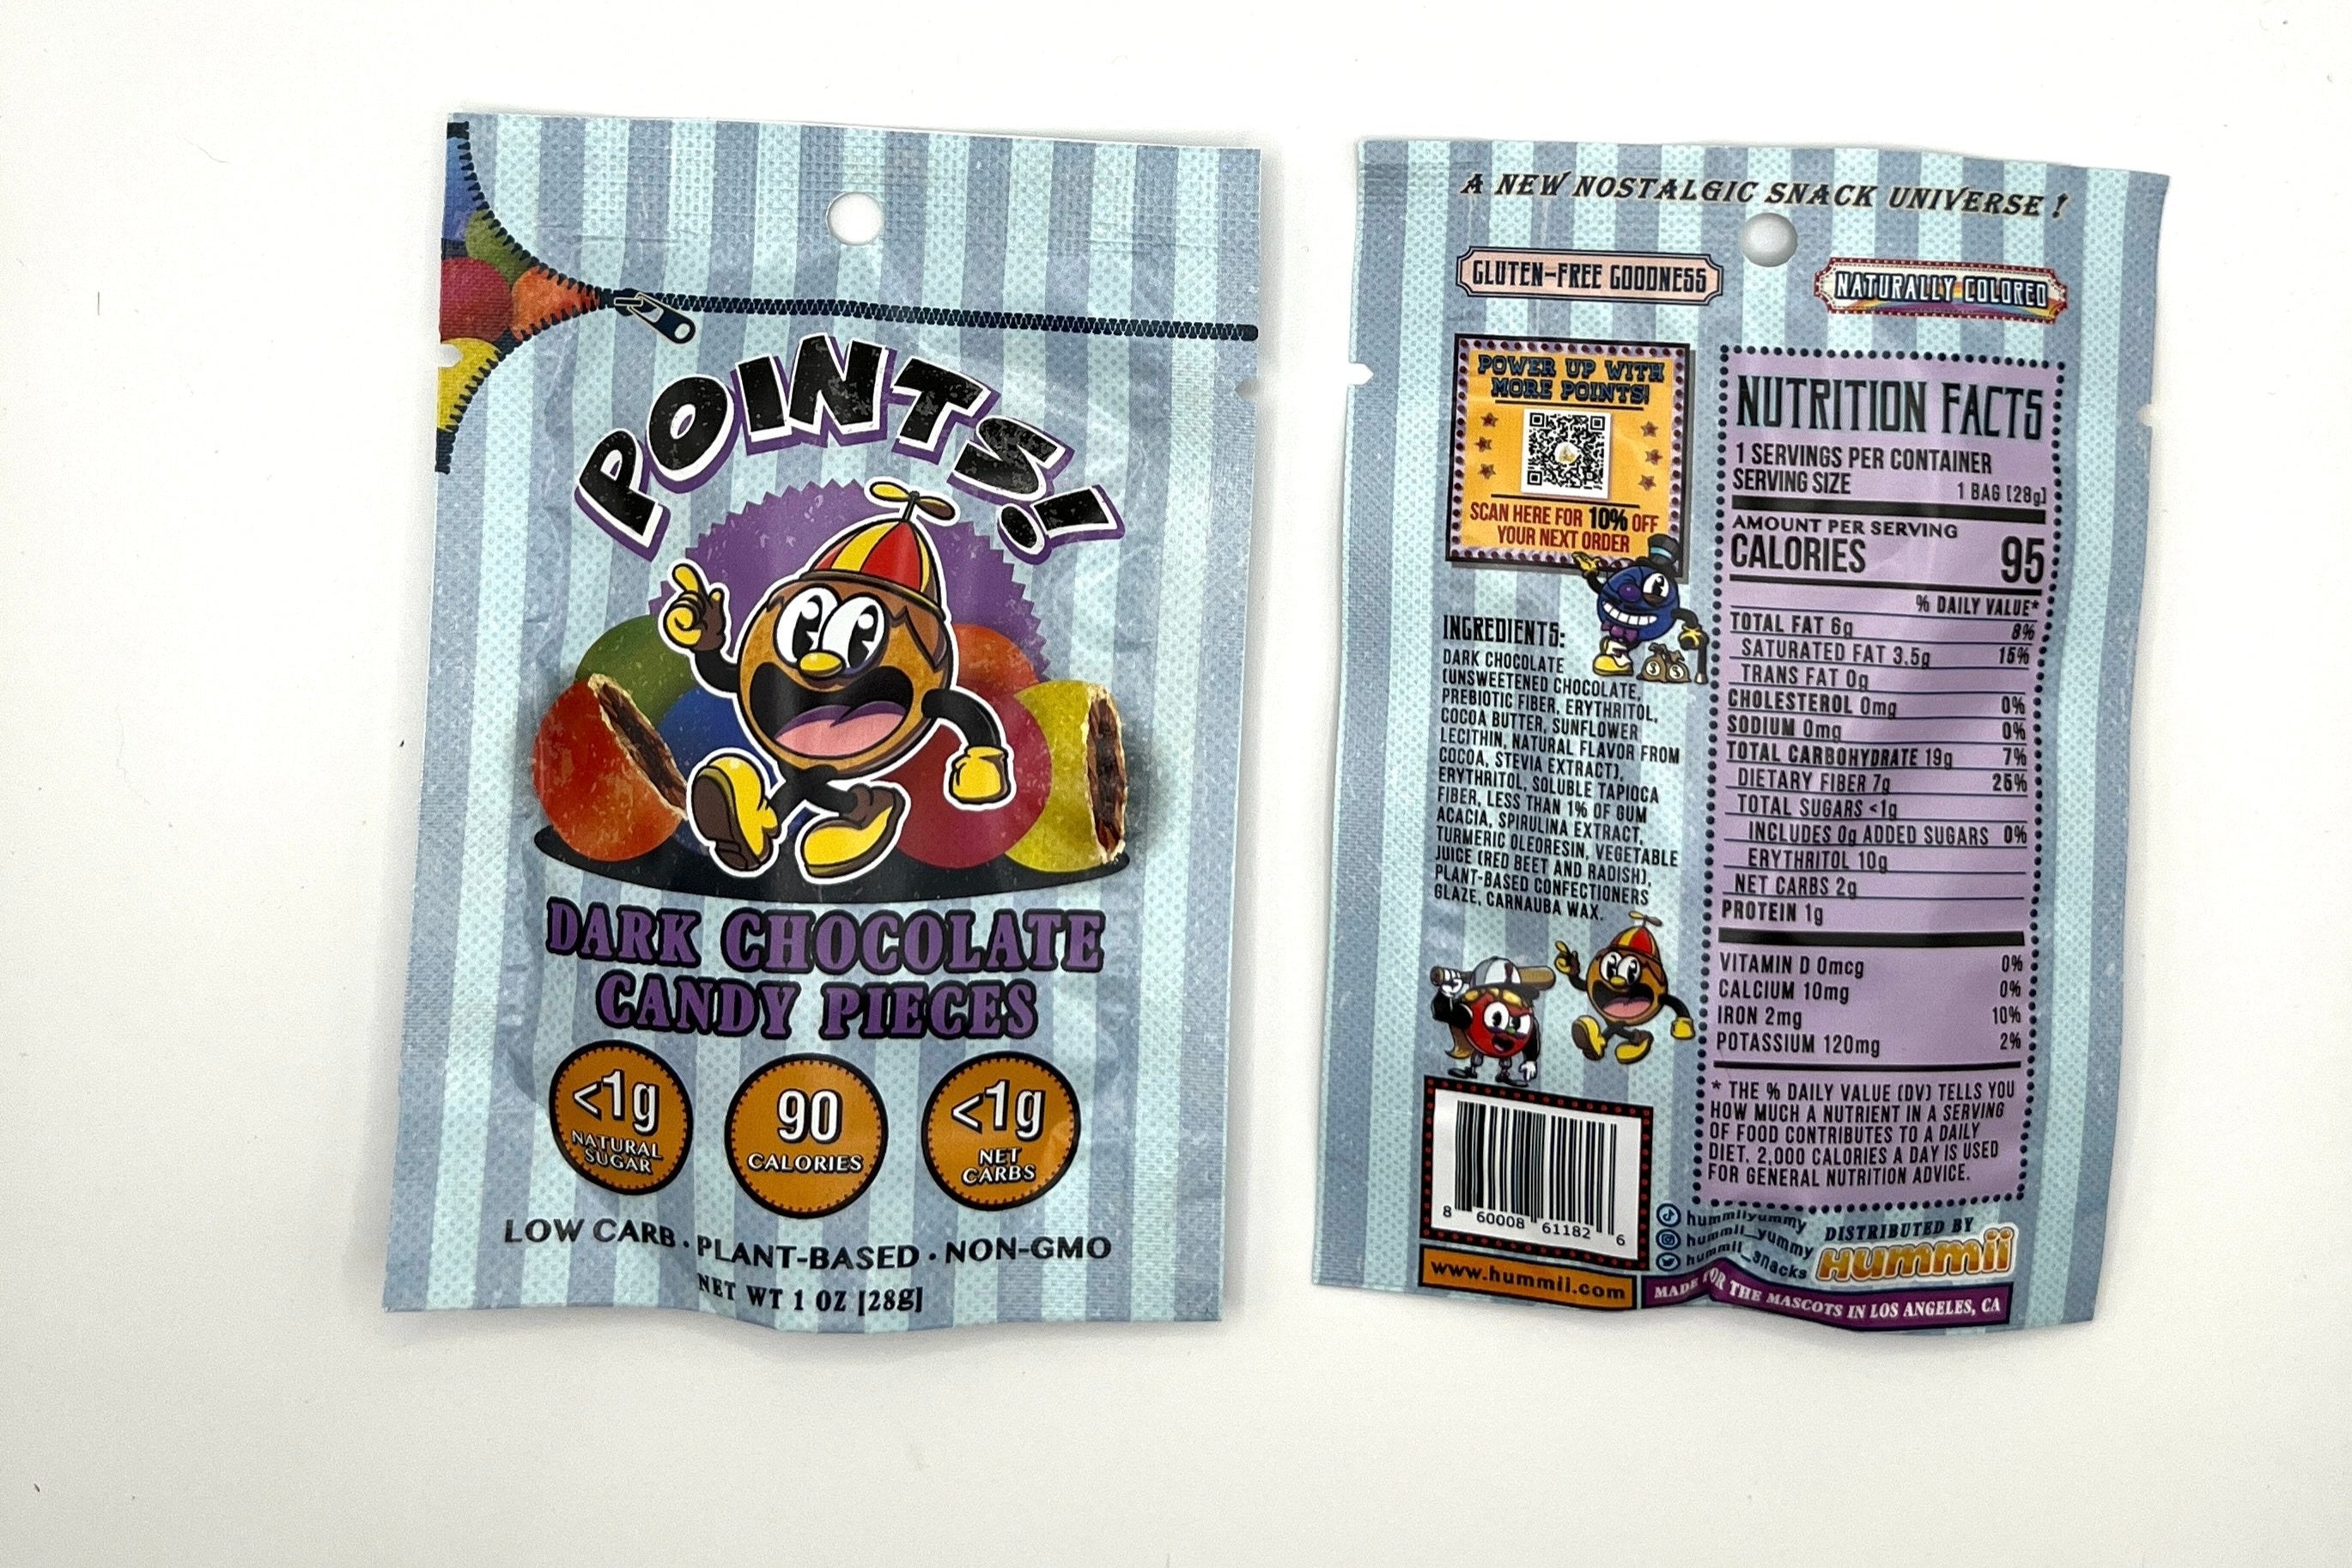 POINTS!
DARK CHOCOLATE
CANDY PIECES
<1g
NATURAL
SUGAR
90
CALORIES
<1g
NET
CARBS
LOW CARB · PLANT-BASED · NON-GMO
NET WT 1 OZ [28g]
A NEW NOSTALGIC SNACK UNIVERSE!
GLUTEN-FREE GOODNESS
NATURALLY COLORED
POWER UP WITH
MORE POINTS!
SCAN HERE FOR 10% OFF
YOUR NEXT ORDER
INGREDIENTS:
DARK CHOCOLATE
(UNSWEETENED CHOCOLATE,
PREBIOTIC FIBER, ERYTHRITOL,
COCOA BUTTER, SUNFLOWER
LECITHIN, NATURAL FLAVOR FROM
COCOA, STEVIA EXTRACT),
ERYTHRITOL, SOLUBLE TAPIOCA
FIBER, LESS THAN 1% OF GUM
ACACIA, SPIRULINA EXTRACT,
TURMERIC OLEORESIN, VEGETABLE
JUICE (RED BEET AND RADISH),
PLANT-BASED CONFECTIONERS
GLAZE, CARNAUBA WAX.
$ $
NUTRITION FACTS
1 SERVINGS PER CONTAINER
SERVING SIZE 1 BAG [28g]
AMOUNT PER SERVING
CALORIES 95
% DAILY VALUE*
TOTAL FAT 6g 8%
SATURATED FAT 3.5g 15%
TRANS FAT 0g
CHOLESTEROL 0mg 0%
SODIUM 0mg 0%
TOTAL CARBOHYDRATE 19g 7%
DIETARY FIBER 7g 25%
TOTAL SUGARS <1g
INCLUDES 0g ADDED SUGARS 0%
ERYTHRITOL 10g
NET CARBS 2g
PROTEIN 1g
VITAMIN D 0mcg 0%
CALCIUM 10mg 0%
IRON 2mg 10%
POTASSIUM 120mg 2%
* THE % DAILY VALUE (DV) TELLS YOU
HOW MUCH A NUTRIENT IN A SERVING
OF FOOD CONTRIBUTES TO A DAILY
DIET. 2,000 CALORIES A DAY IS USED
FOR GENERAL NUTRITION ADVICE.
8 60008 61182 6
www.hummii.com
hummiiyummy
hummii_yummy
hummii_snacks
DISTRIBUTED BY
Hummii
MADE FOR THE MASCOTS IN LOS ANGELES, CA